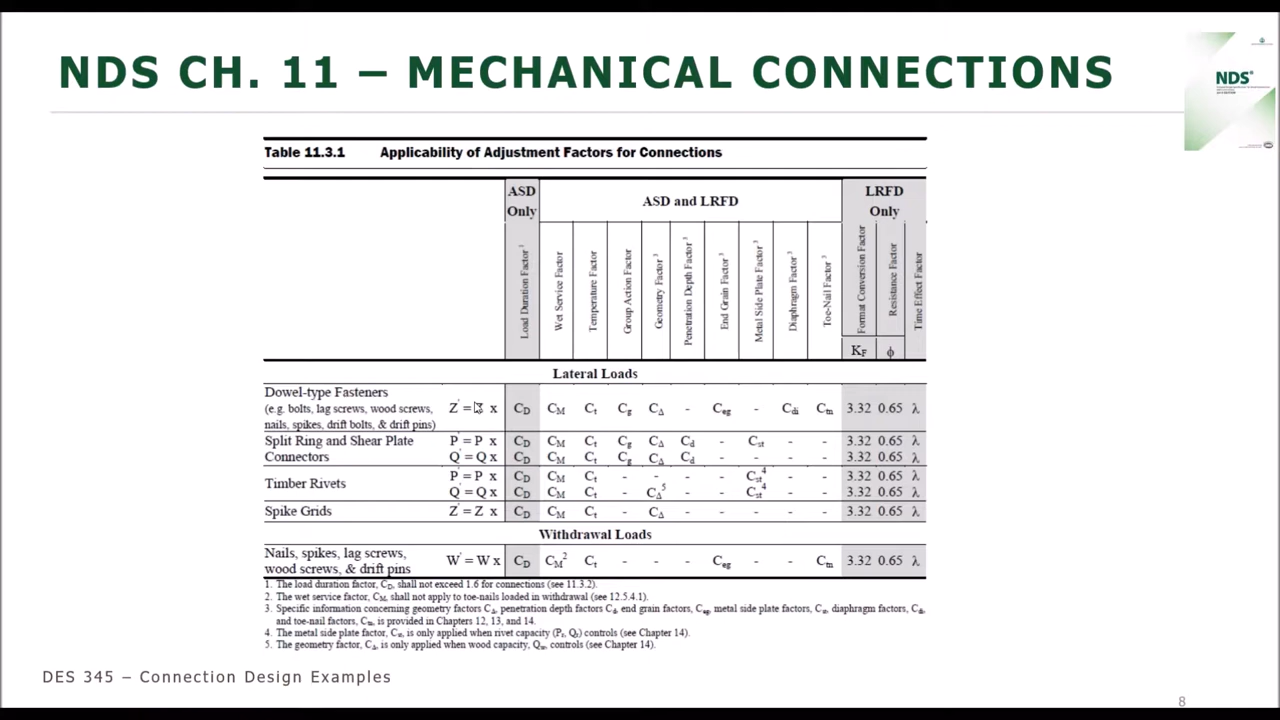 NDS CH. 11 – MECHANICAL CONNECTIONS
NDS®
Table 11.3.1 Applicability of Adjustment Factors for Connections
ASD Only
ASD and LRFD
LRFD Only
Load Duration Factor 1
Wet Service Factor
Temperature Factor
Group Action Factor
Geometry Factor 3
Penetration Depth Factor 3
End Grain Factor 3
Metal Side Plate Factor 3
Diaphragm Factor 3
Toe-Nail Factor 3
Format Conversion Factor
Resistance Factor
Time Effect Factor
KF ϕ
Lateral Loads
Dowel-type Fasteners
(e.g. bolts, lag screws, wood screws,
nails, spikes, drift bolts, & drift pins)
Z' = Z x CD CM Ct Cg CΔ - Ceg - Cdi Ctn 3.32 0.65 λ
Split Ring and Shear Plate
Connectors
P' = P x CD CM Ct Cg CΔ Cd - Cst - - 3.32 0.65 λ
Q' = Q x CD CM Ct Cg CΔ Cd - - - - 3.32 0.65 λ
Timber Rivets
P' = P x CD CM Ct - - - - Cst4 - - 3.32 0.65 λ
Q' = Q x CD CM Ct - CΔ5 - - Cst4 - - 3.32 0.65 λ
Spike Grids Z' = Z x CD CM Ct - CΔ - - - - - 3.32 0.65 λ
Withdrawal Loads
Nails, spikes, lag screws,
wood screws, & drift pins
W' = W x CD CM2 Ct - - - Ceg - - Ctn 3.32 0.65 λ
1. The load duration factor, CD, shall not exceed 1.6 for connections (see 11.3.2).
2. The wet service factor, CM, shall not apply to toe-nails loaded in withdrawal (see 12.5.4.1).
3. Specific information concerning geometry factors CΔ, penetration depth factors Cd, end grain factors, Ceg, metal side plate factors, Cst, diaphragm factors, Cdi,
and toe-nail factors, Ctn, is provided in Chapters 12, 13, and 14.
4. The metal side plate factor, Cst, is only applied when rivet capacity (Pr, Qr) controls (see Chapter 14).
5. The geometry factor, CΔ, is only applied when wood capacity, Qw, controls (see Chapter 14).
DES 345 – Connection Design Examples
8